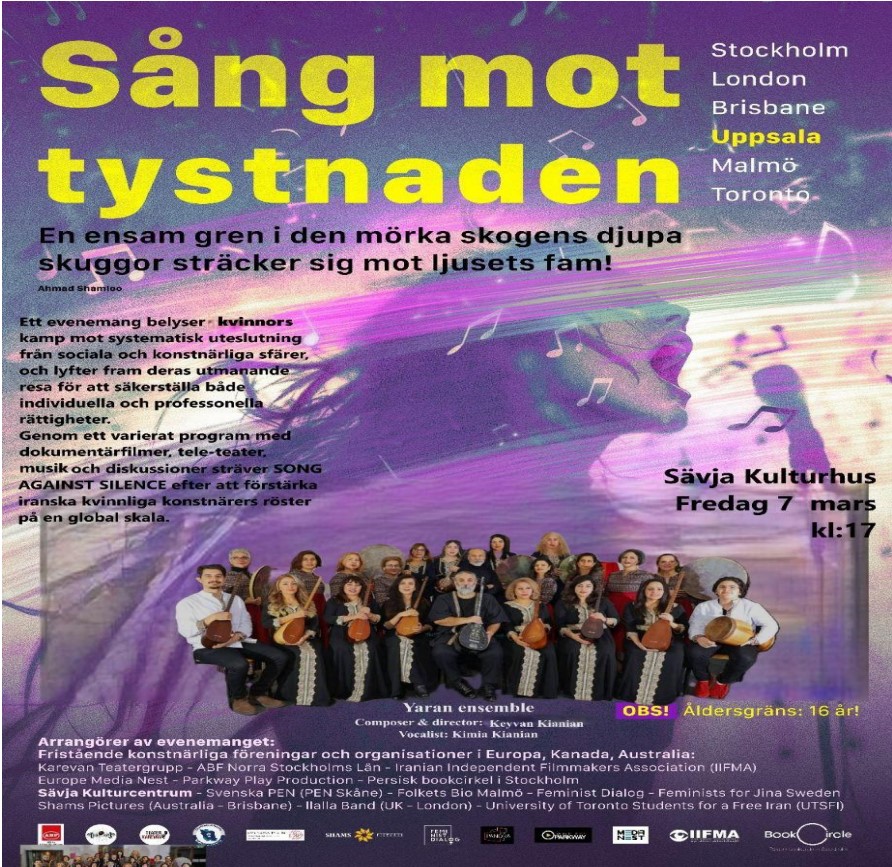 Sång mot
tystnaden
Stockholm
London
Brisbane
Uppsala
Malmö
Toronto
En ensam gren i den mörka skogens djupa
skuggor sträcker sig mot ljusets fam!
Ahmad Shamloo
Ett evenemang belyser kvinnors
kamp mot systematisk uteslutning
från sociala och konstnärliga sfärer,
och lyfter fram deras utmanande
resa för att säkerställa både
individuella och professonella
rättigheter.
Genom ett varierat program med
dokumentärfilmer, tele-teater,
musik och diskussioner sträver SONG
AGAINST SILENCE efter att förstärka
iranska kvinnliga konstnärers röster
på en global skala.
Sävja Kulturhus
Fredag 7 mars
kl:17
Yaran ensemble
Composer & director: Keyvan Kianian
Vocalist: Kimia Kianian
OBS! Åldersgräns: 16 år!
Arrangörer av evenemanget:
Fristående konstnärliga föreningar och organisationer i Europa, Kanada, Australia:
Karevan Teatergrupp - ABF Norra Stockholms Län - Iranian Independent Filmmakers Association (IIFMA)
Europe Media Nest - Parkway Play Production - Persisk bookcirkel i Stockholm
Sävja Kulturcentrum - Svenska PEN (PEN Skåne) - Folkets Bio Malmö - Feminist Dialog - Feminists for Jina Sweden
Shams Pictures (Australia - Brisbane) - Ilalla Band (UK - London) - University of Toronto Students for a Free Iran (UTSFI)
ABF
SHAMS
FEMI
NIST
DIALOG
PARKWAY
MEDIA
NEST
IIFMA
Book Circle